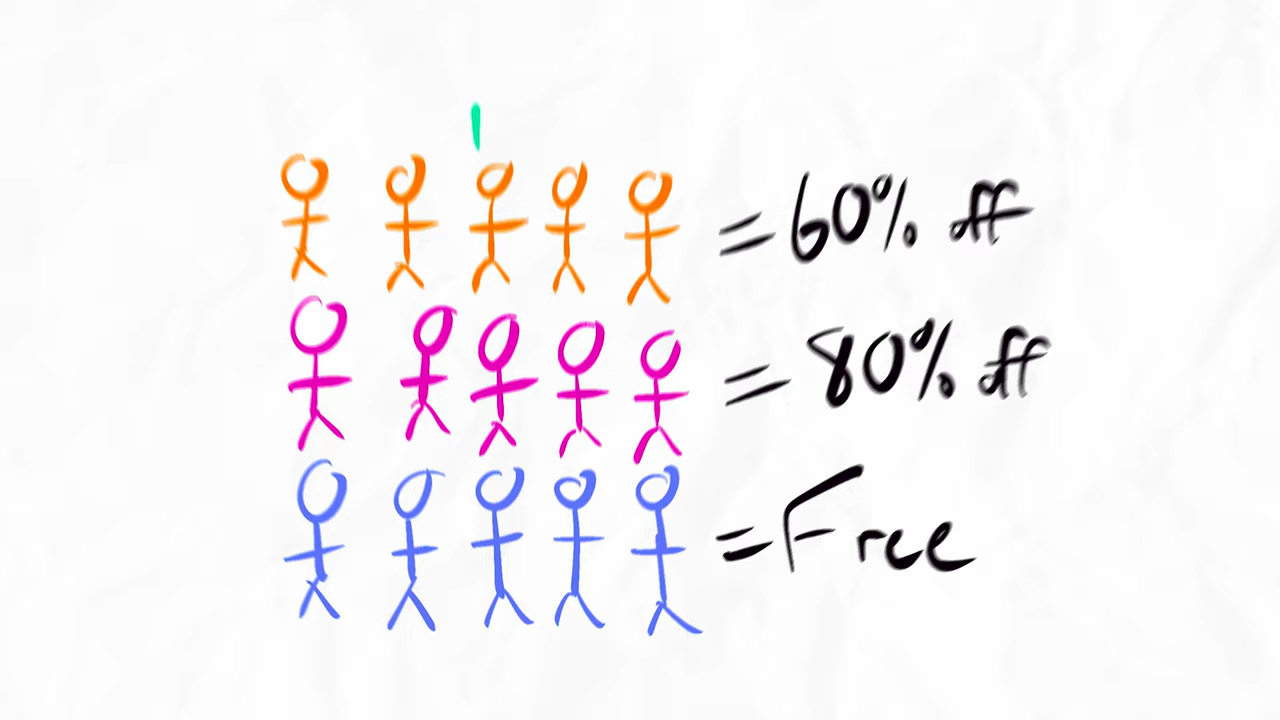 = 60% off
= 80% off
= Free